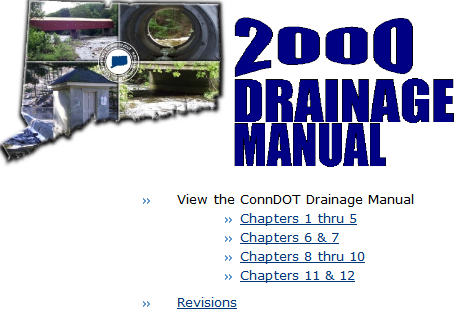 2000
DRAINAGE
MANUAL
›› View the ConnDOT Drainage Manual
›› Chapters 1 thru 5
›› Chapters 6 & 7
›› Chapters 8 thru 10
›› Chapters 11 & 12
›› Revisions